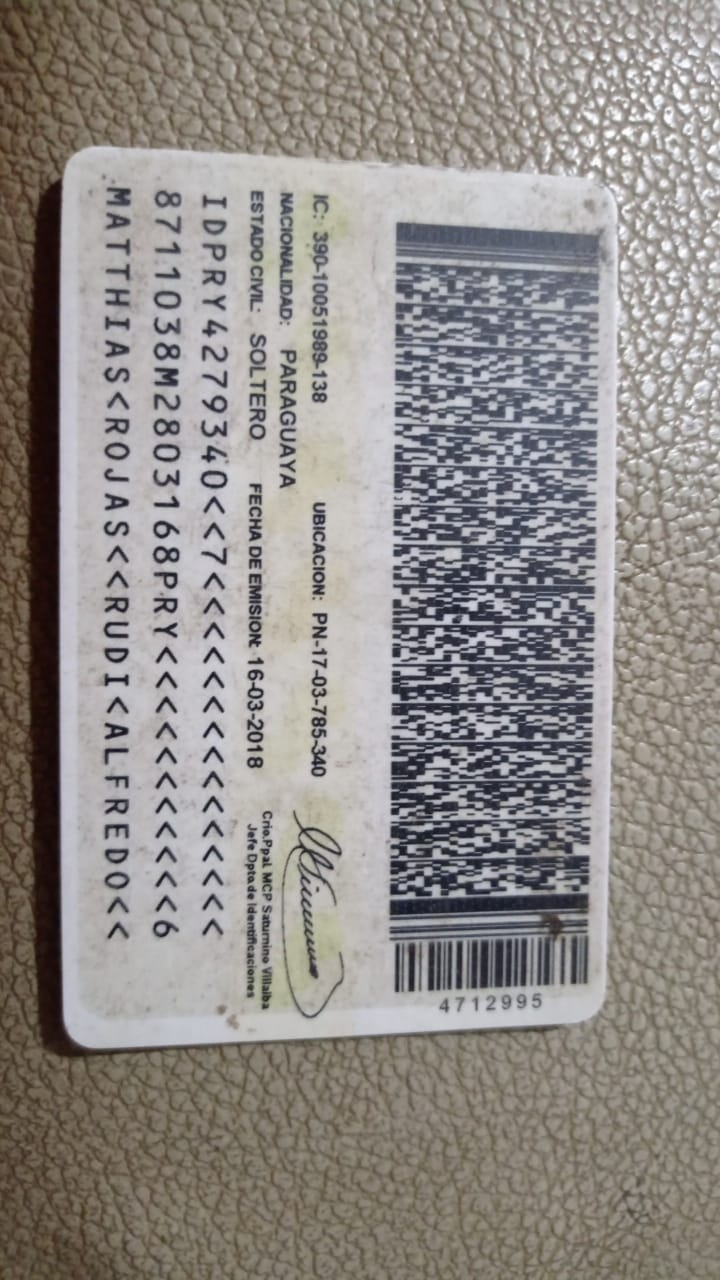 4712995
IC: 390-10051989-138 UBICACION: PN-17-03-785-340
NACIONALIDAD: PARAGUAYA
ESTADO CIVIL: SOLTERO FECHA DE EMISION: 16-03-2018
Crio.Ppal. MCP Saturnino Villalba
Jefe Dpto.de Identificaciones
IDPRY4279340<<7<<<<<<<<<<<<<<<
8711038M2803168PRY<<<<<<<<<<<6
MATTHIAS<ROJAS<<RUDI<ALFREDO<<